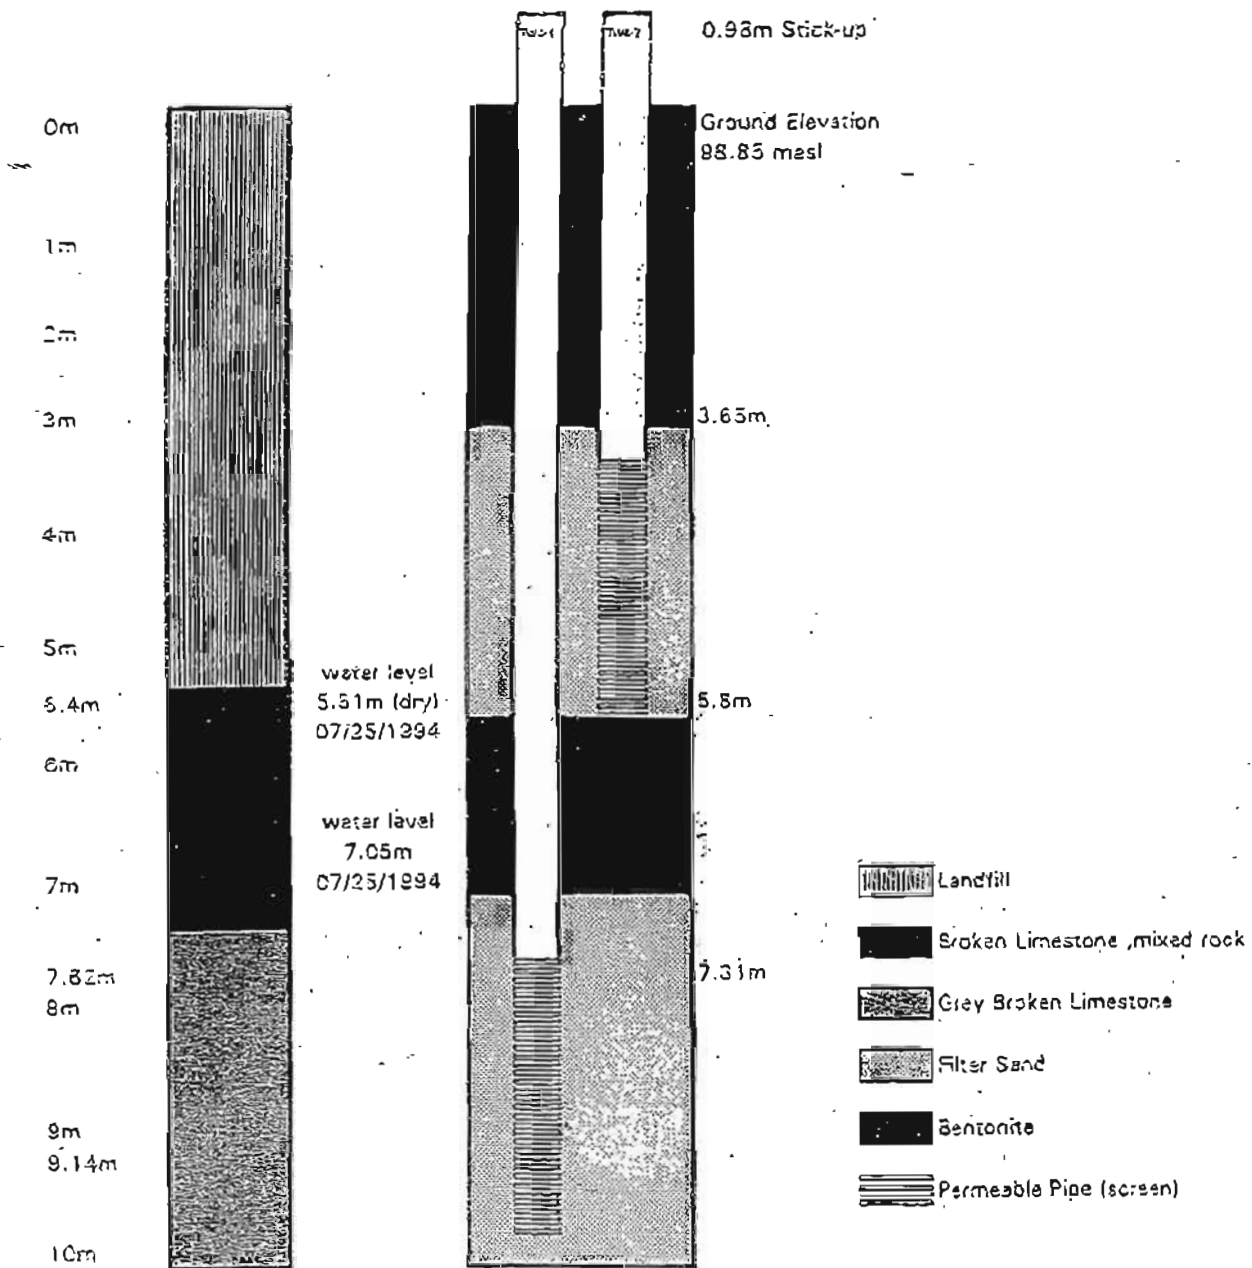 0.98m Stick-up
0m
Ground Elevation
88.85 masl
1m
2m
3m
3.65m
4m
5m
water level
5.4m
5.61m (dry)
5.8m
07/25/1994
6m
water level
7.05m
7m
07/25/1994
Landfill
Broken Limestone ,mixed rock
7.62m
7.31m
8m
Grey Broken Limestone
Filter Sand
9m
Bentonite
9.14m
Permeable Pipe (screen)
10m